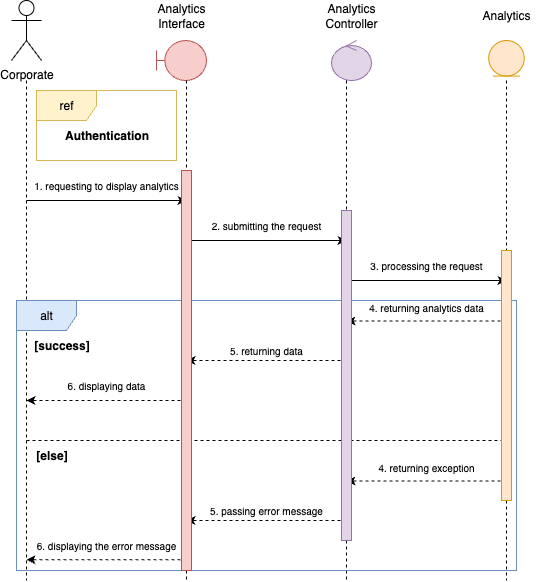 Analytics
Interface
Analytics
Controller
Analytics
Corporate
ref
Authentication
1. requesting to display analytics
2. submitting the request
3. processing the request
alt
4. returning analytics data
[success]
5. returning data
6. displaying data
[else]
4. returning exception
5. passing error message
6. displaying the error message